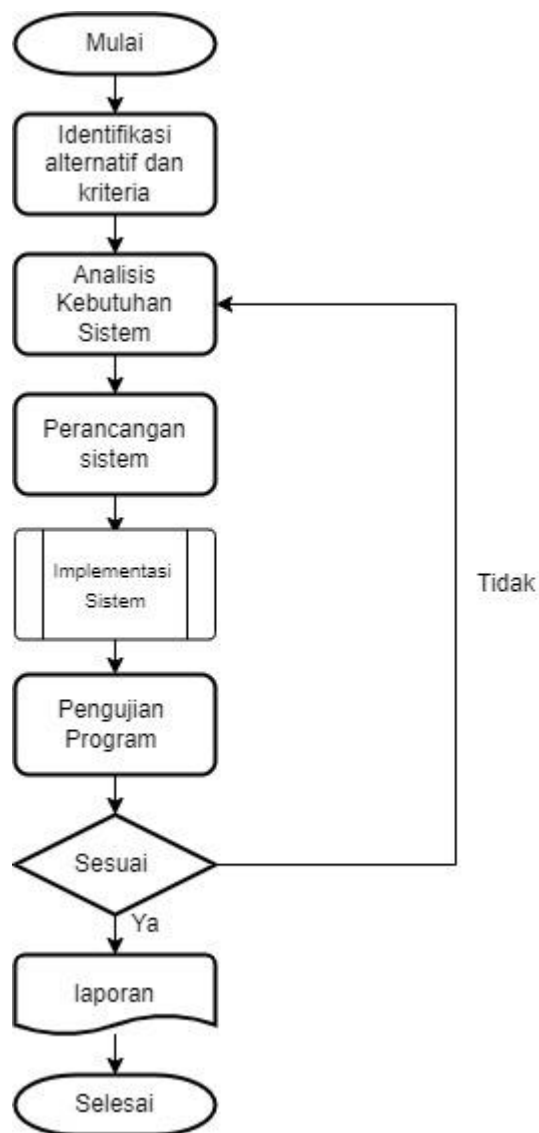 Mulai
Identifikasi
alternatif dan
kriteria
Analisis
Kebutuhan
Sistem
Perancangan
sistem
Implementasi
Sistem
Tidak
Pengujian
Program
Sesuai
Ya
laporan
Selesai